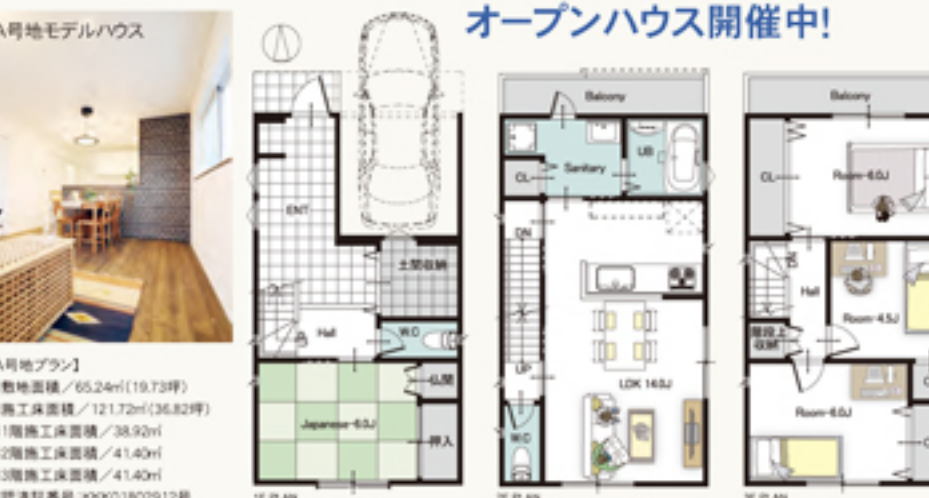 オープンハウス開催中!
A号地モデルハウス
ENT
土間収納
Hall
W.C
仏間
Japanese-6.0J
押入
Balcony
Sanitary
UB
CL
DN
UP
LDK 14.0J
W.C
Balcony
CL
Room-6.0J
DN
Hall
Room-4.5J
階段上
収納
Room-6.0J
A号地プラン】
敷地面積/65.24㎡(19.73坪)
施工床面積/121.72㎡(36.82坪)
1階施工床面積/38.92㎡
2階施工床面積/41.40㎡
3階施工床面積/41.40㎡